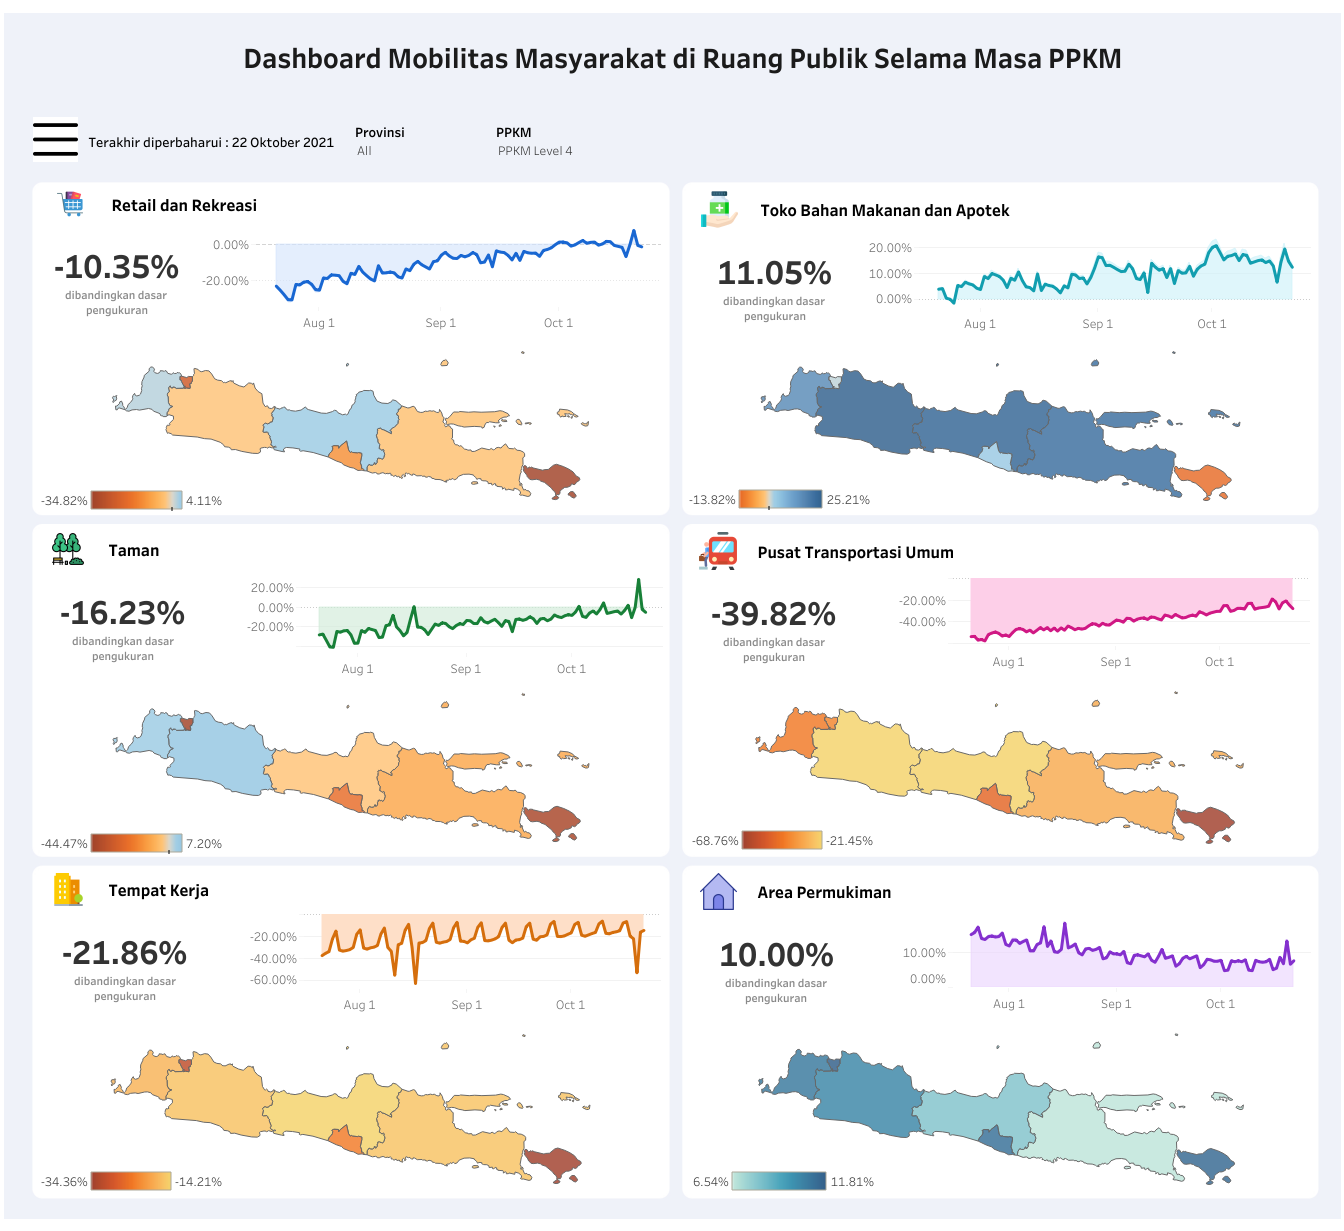 Dashboard Mobilitas Masyarakat di Ruang Publik Selama Masa PPKM
Terakhir diperbaharui : 22 Oktober 2021
Provinsi
All
PPKM
PPKM Level 4
Retail dan Rekreasi
-10.35%
dibandingkan dasar
pengukuran
0.00%
-20.00%
Aug 1
Sep 1
Oct 1
-34.82%
4.11%
Toko Bahan Makanan dan Apotek
11.05%
dibandingkan dasar
pengukuran
20.00%
10.00%
0.00%
Aug 1
Sep 1
Oct 1
-13.82%
25.21%
Taman
-16.23%
dibandingkan dasar
pengukuran
20.00%
0.00%
-20.00%
Aug 1
Sep 1
Oct 1
-44.47%
7.20%
Pusat Transportasi Umum
-39.82%
dibandingkan dasar
pengukuran
-20.00%
-40.00%
Aug 1
Sep 1
Oct 1
-68.76%
-21.45%
Tempat Kerja
-21.86%
dibandingkan dasar
pengukuran
-20.00%
-40.00%
-60.00%
Aug 1
Sep 1
Oct 1
-34.36%
-14.21%
Area Permukiman
10.00%
dibandingkan dasar
pengukuran
10.00%
0.00%
Aug 1
Sep 1
Oct 1
6.54%
11.81%